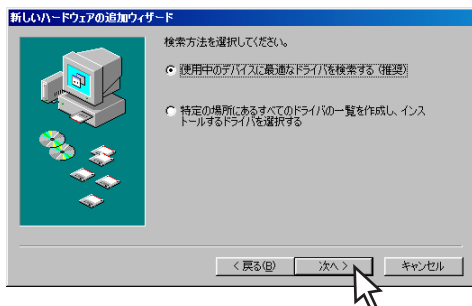 新しいハードウェアの追加ウィザード
検索方法を選択してください。
使用中のデバイスに最適なドライバを検索する (推奨)
特定の場所にあるすべてのドライバの一覧を作成し、インス
トールするドライバを選択する
< 戻る(B)
次へ >
キャンセル